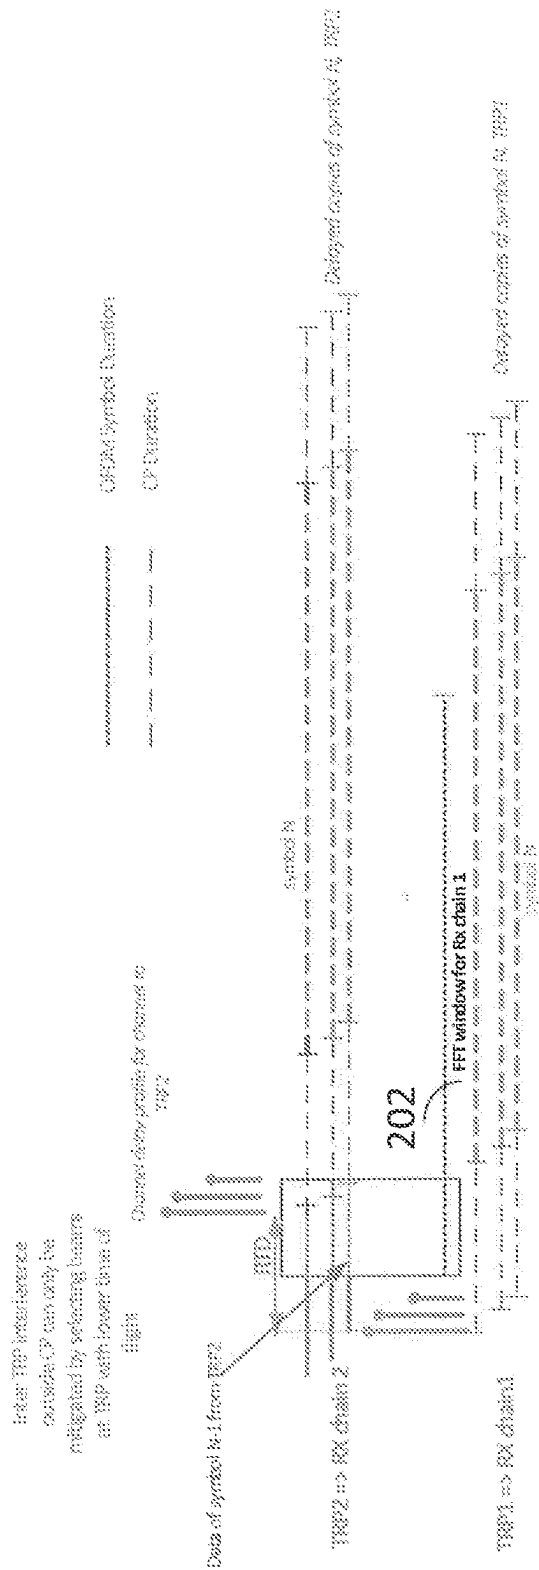 Inter TRP interference
outside CP can only be
mitigated by selecting beams
at TRP with lower time of
flight
OFDM Symbol Duration
CP Duration
Channel delay profile for channel to
TRP2
Data of symbol N-1 from TRP2
RTD
Symbol N
Delayed copies of symbol N, TRP2
TRP2 => RX chain 2
202
FFT window for Rx chain 1
TRP1 => RX chain1
Symbol N
Delayed copies of symbol N, TRP1